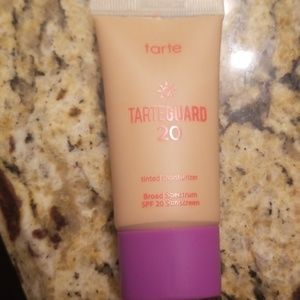 tarte
TARTEGUARD
20
tinted moisturizer
Broad Spectrum
SPF 20 Sunscreen